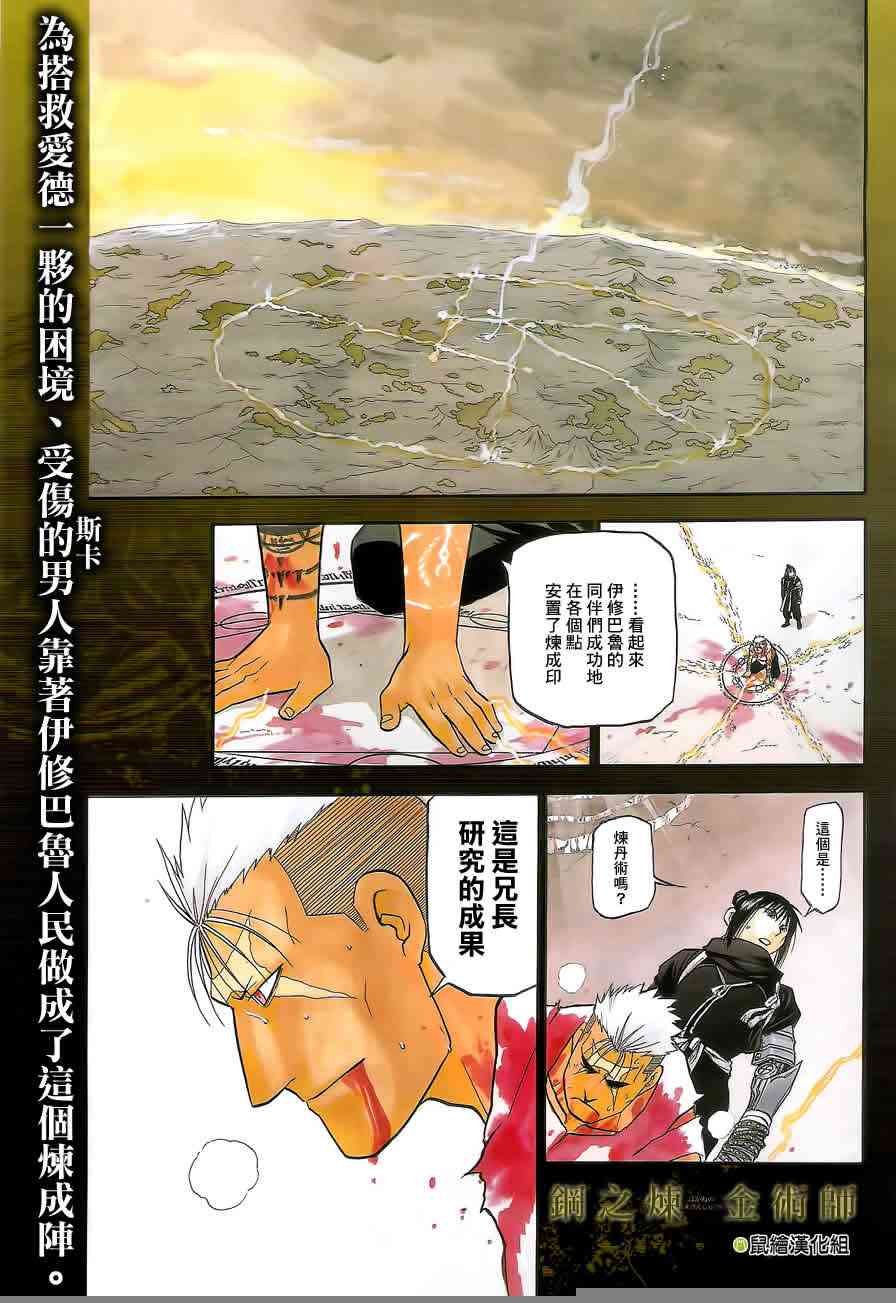 為搭救愛德一夥的困境、受傷的男人靠著伊修巴魯人民做成了這個煉成陣。
斯卡
……看起來
伊修巴魯的
同伴們成功地
在各個點
安置了煉成印
這個是……
煉丹術嗎？
這是兄長
研究的成果
鋼之煉金術師
鼠繪漢化組